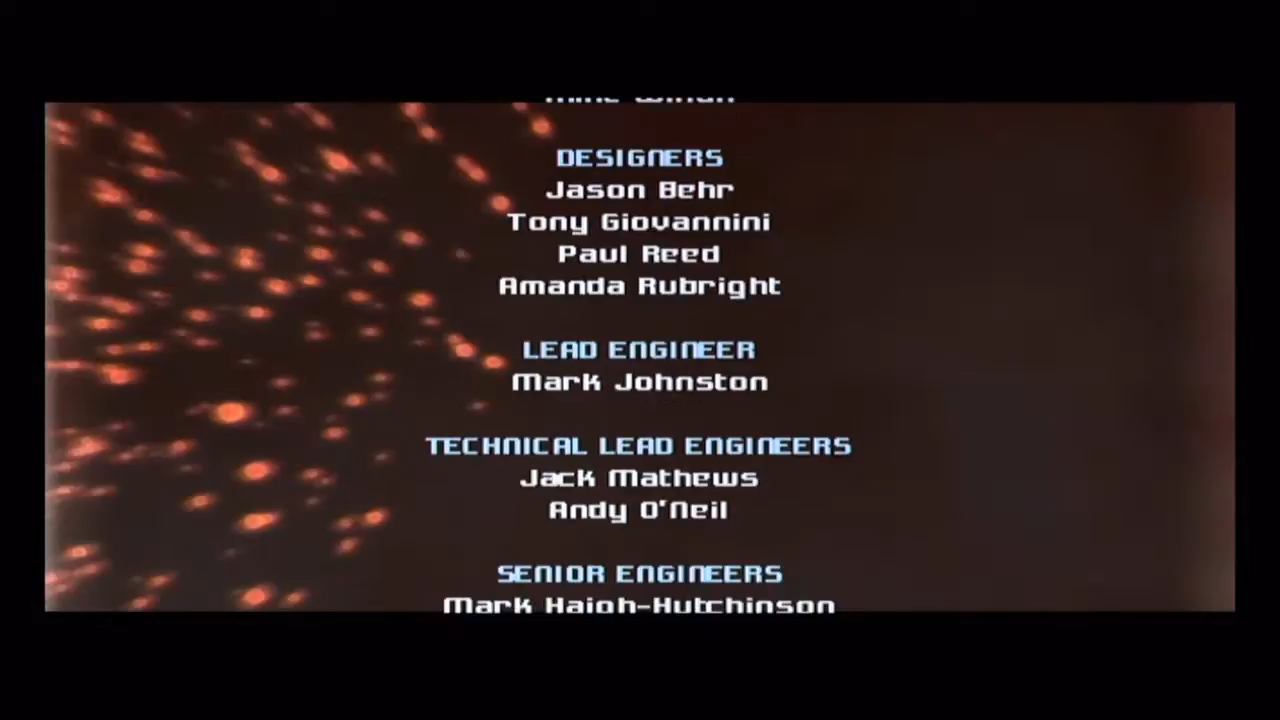 DESIGNERS
Jason Behr
Tony Giovannini
Paul Reed
Amanda Rubright
LEAD ENGINEER
Mark Johnston
TECHNICAL LEAD ENGINEERS
Jack Mathews
Andy O'Neil
SENIOR ENGINEERS
Mark Haigh-Hutchinson